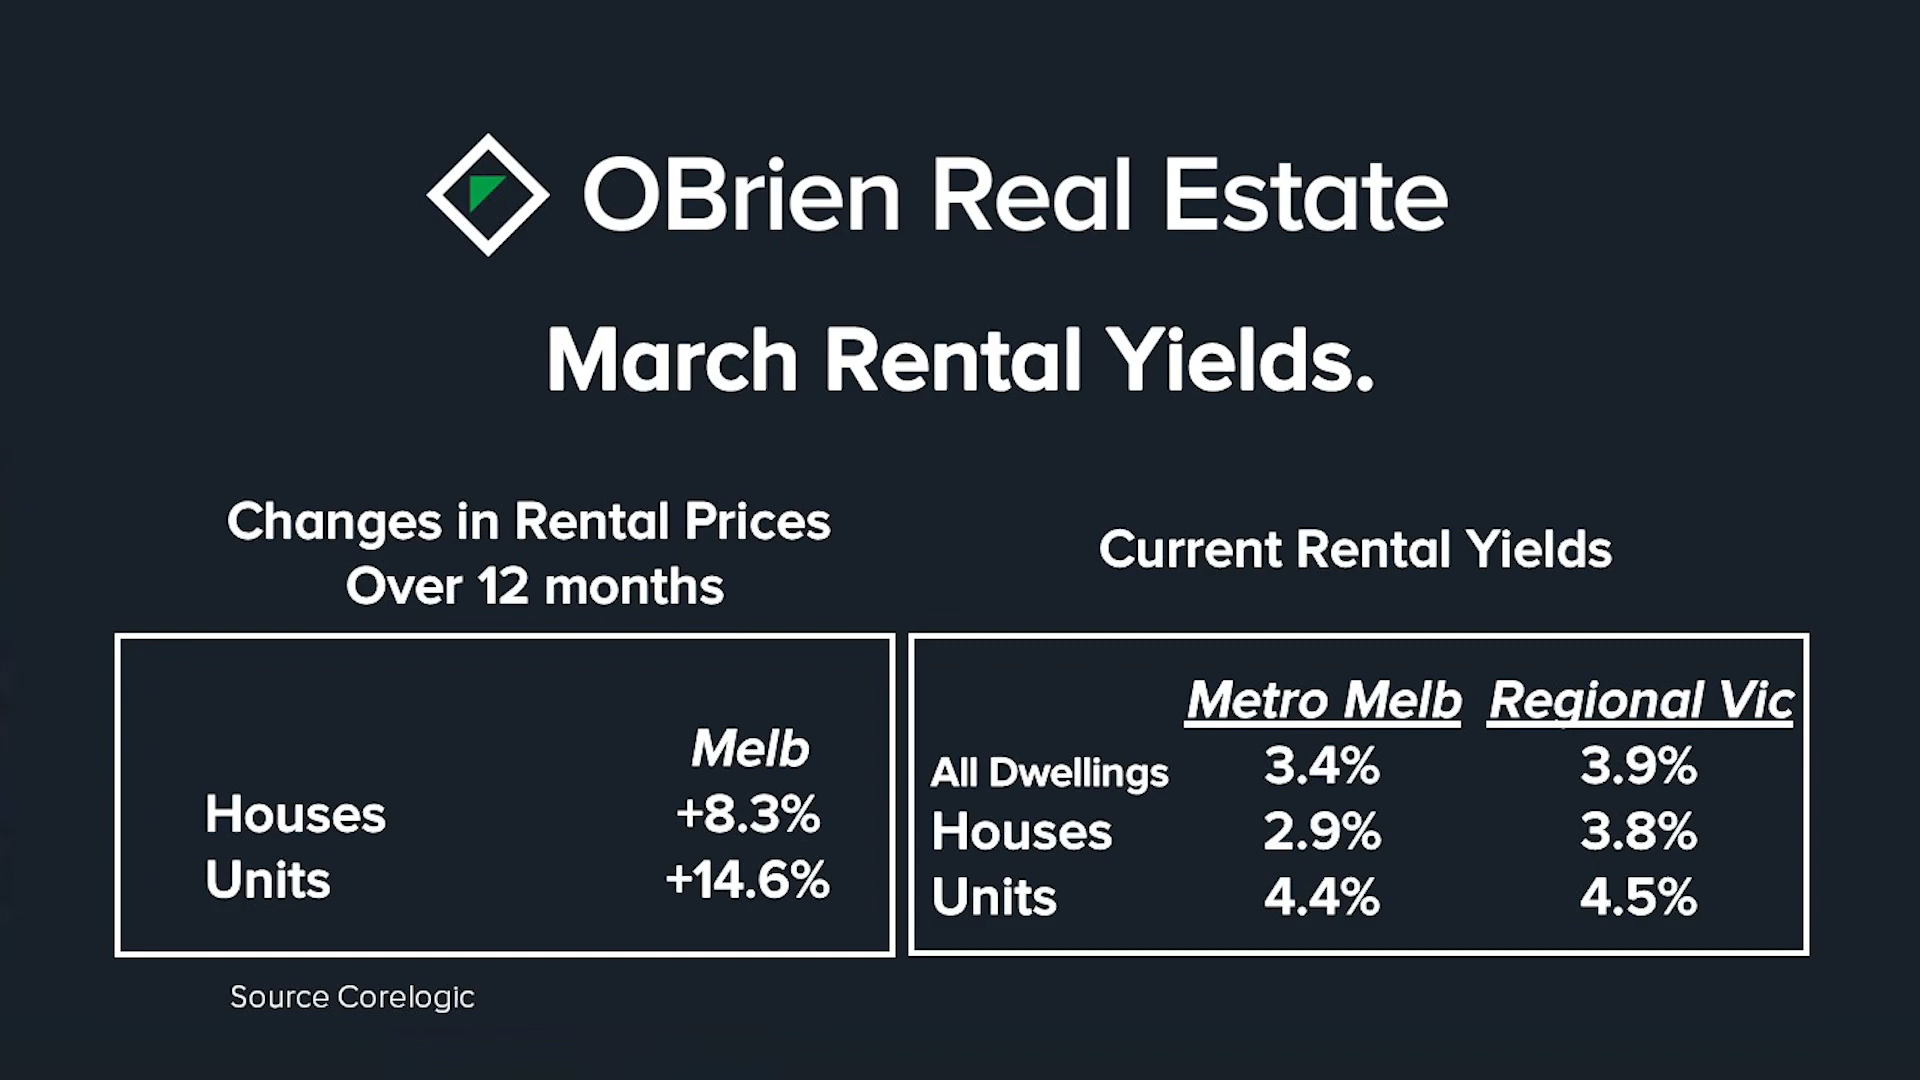 OBrien Real Estate
March Rental Yields.
Changes in Rental Prices
Over 12 months
Melb
Houses +8.3%
Units +14.6%
Current Rental Yields
Metro Melb Regional Vic
All Dwellings 3.4% 3.9%
Houses 2.9% 3.8%
Units 4.4% 4.5%
Source Corelogic